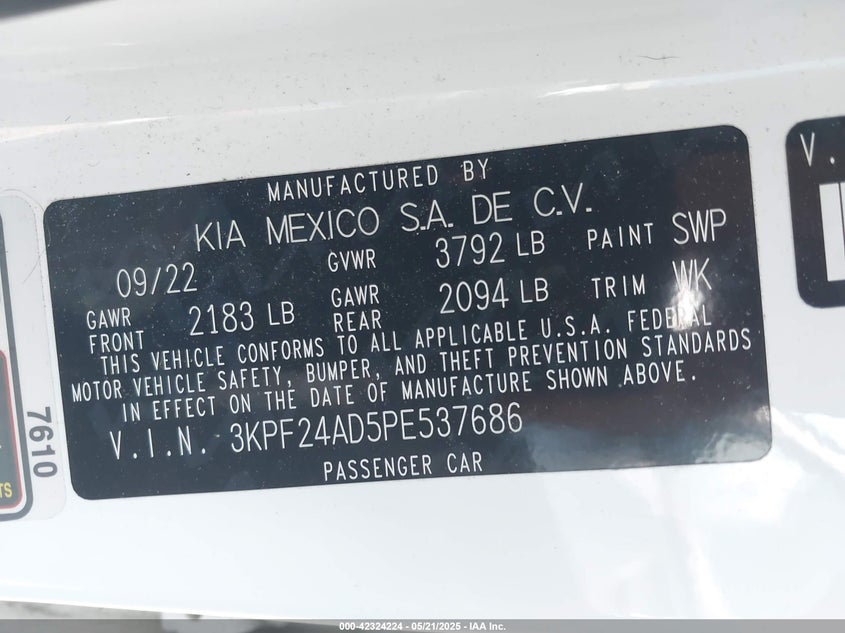 MANUFACTURED BY
KIA MEXICO S.A. DE C.V.
09/22 GVWR 3792 LB PAINT SWP
GAWR FRONT 2183 LB GAWR REAR 2094 LB TRIM WK
THIS VEHICLE CONFORMS TO ALL APPLICABLE U.S.A. FEDERAL
MOTOR VEHICLE SAFETY, BUMPER, AND THEFT PREVENTION STANDARDS
IN EFFECT ON THE DATE OF MANUFACTURE SHOWN ABOVE.
V.I.N. 3KPF24AD5PE537686
PASSENGER CAR
7610
TS
V.
000-42324224 - 05/21/2025 - IAA Inc.